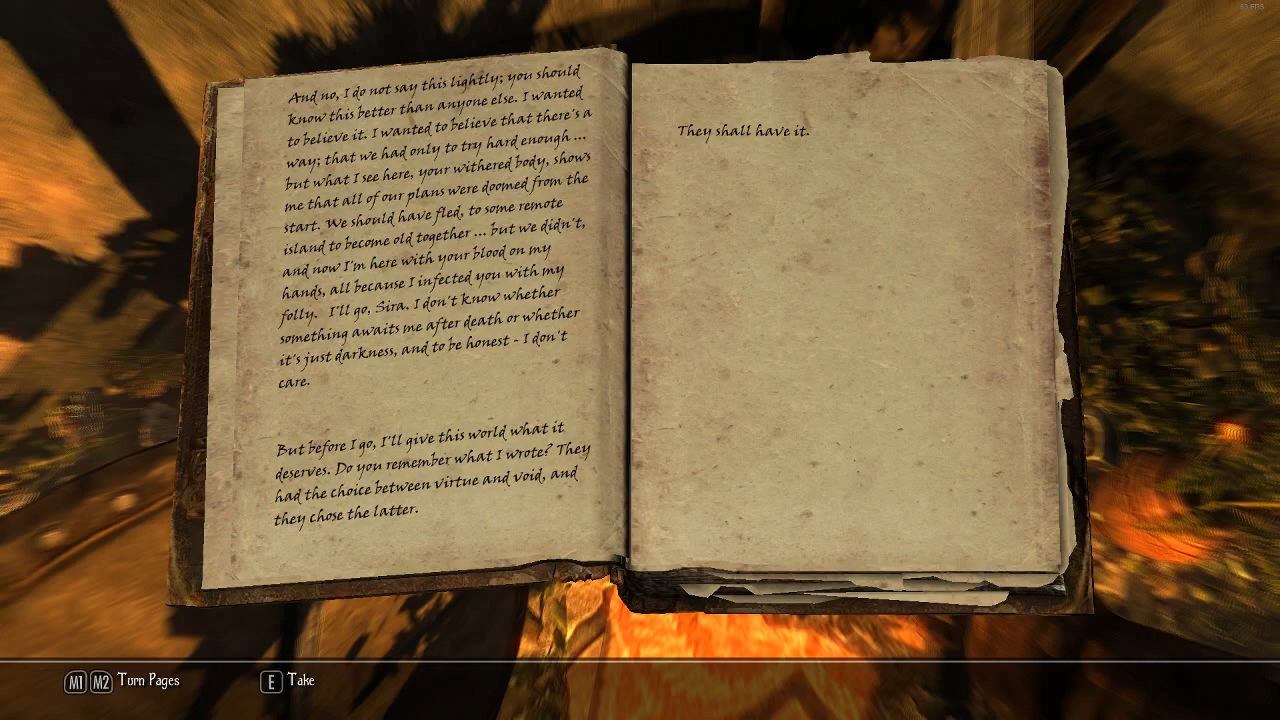 83 FPS
And no, I do not say this lightly; you should
know this better than anyone else. I wanted
to believe it. I wanted to believe that there's a
way; that we had only to try hard enough ...
but what I see here, your withered body, shows
me that all of our plans were doomed from the
start. We should have fled, to some remote
island to become old together ... but we didn't,
and now I'm here with your blood on my
hands, all because I infected you with my
folly. I'll go, Sira. I don't know whether
something awaits me after death or whether
it's just darkness, and to be honest - I don't
care.
But before I go, I'll give this world what it
deserves. Do you remember what I wrote? They
had the choice between virtue and void, and
they chose the latter.
They shall have it.
M1 M2 Turn Pages
E Take